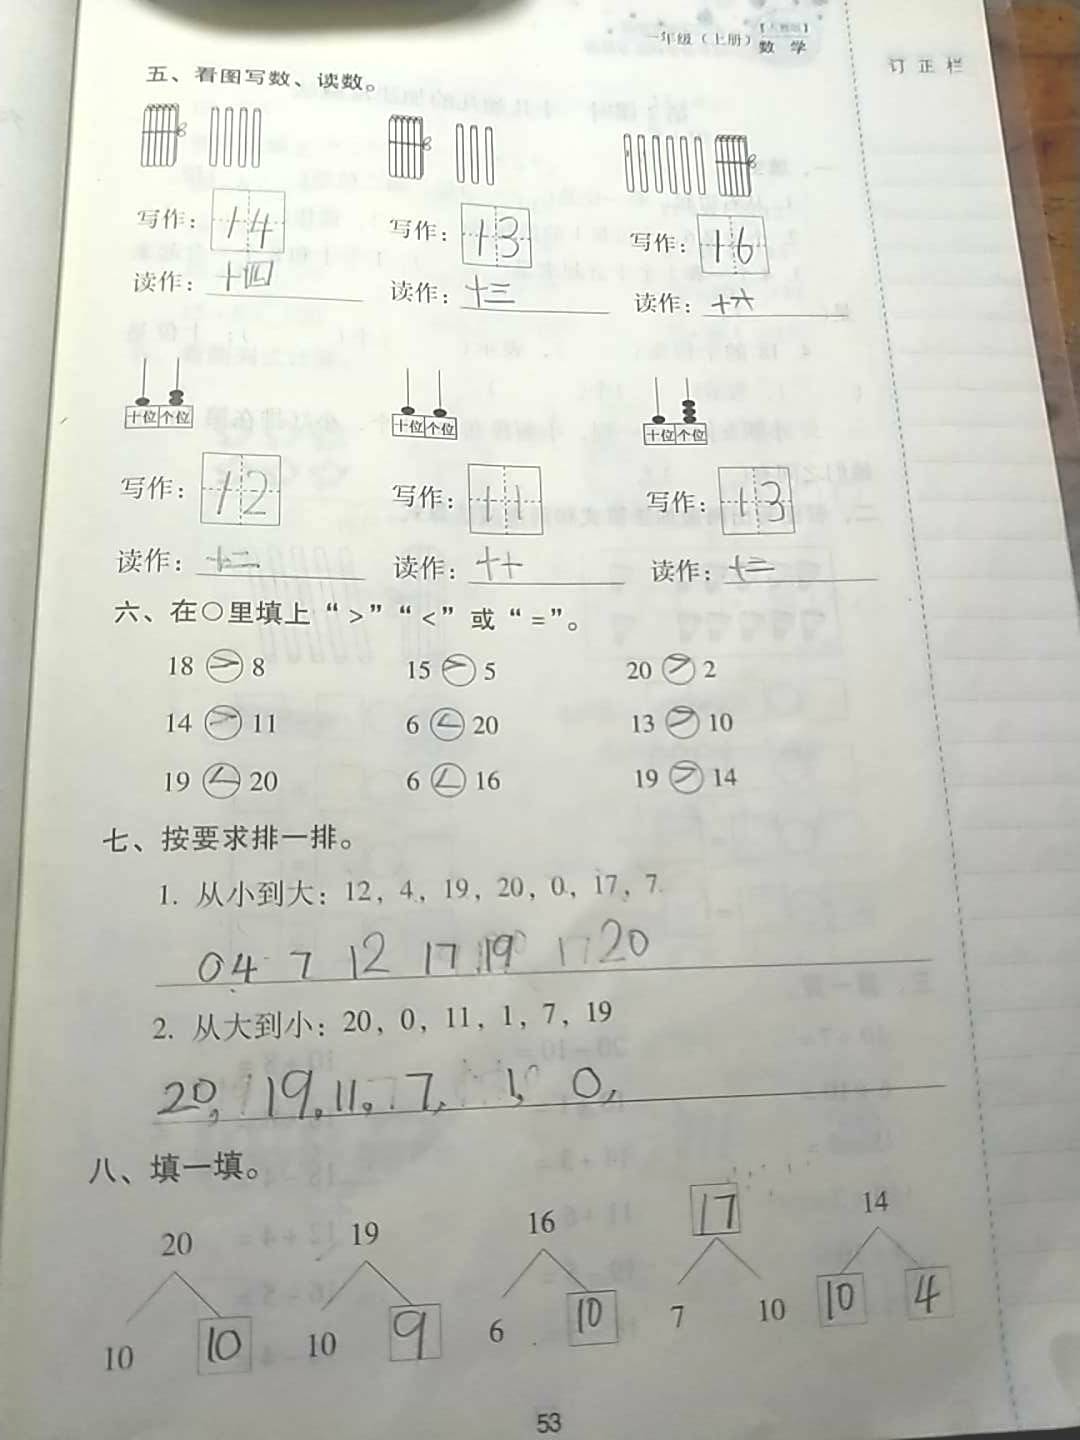 一年级（上册）【人教版】数 学
订 正 栏
五、看图写数、读数。
写作：14 写作：13 写作：16
读作：十四 读作：十三 读作：十六
十位个位 十位个位 十位个位
写作：12 写作：11 写作：13
读作：十二 读作：十十 读作：十三
六、在○里填上“>”“<”或“=”。
18 > 8 15 > 5 20 > 2
14 > 11 6 < 20 13 > 10
19 < 20 6 < 16 19 > 14
七、按要求排一排。
1. 从小到大：12，4，19，20，0，17，7
0 4 7 12 17 19 20
2. 从大到小：20，0，11，1，7，19
20, 19, 11, 7, 1, 0,
八、填一填。
20 19 16 17 14
10 10 10 9 6 10 7 10 10 4
53